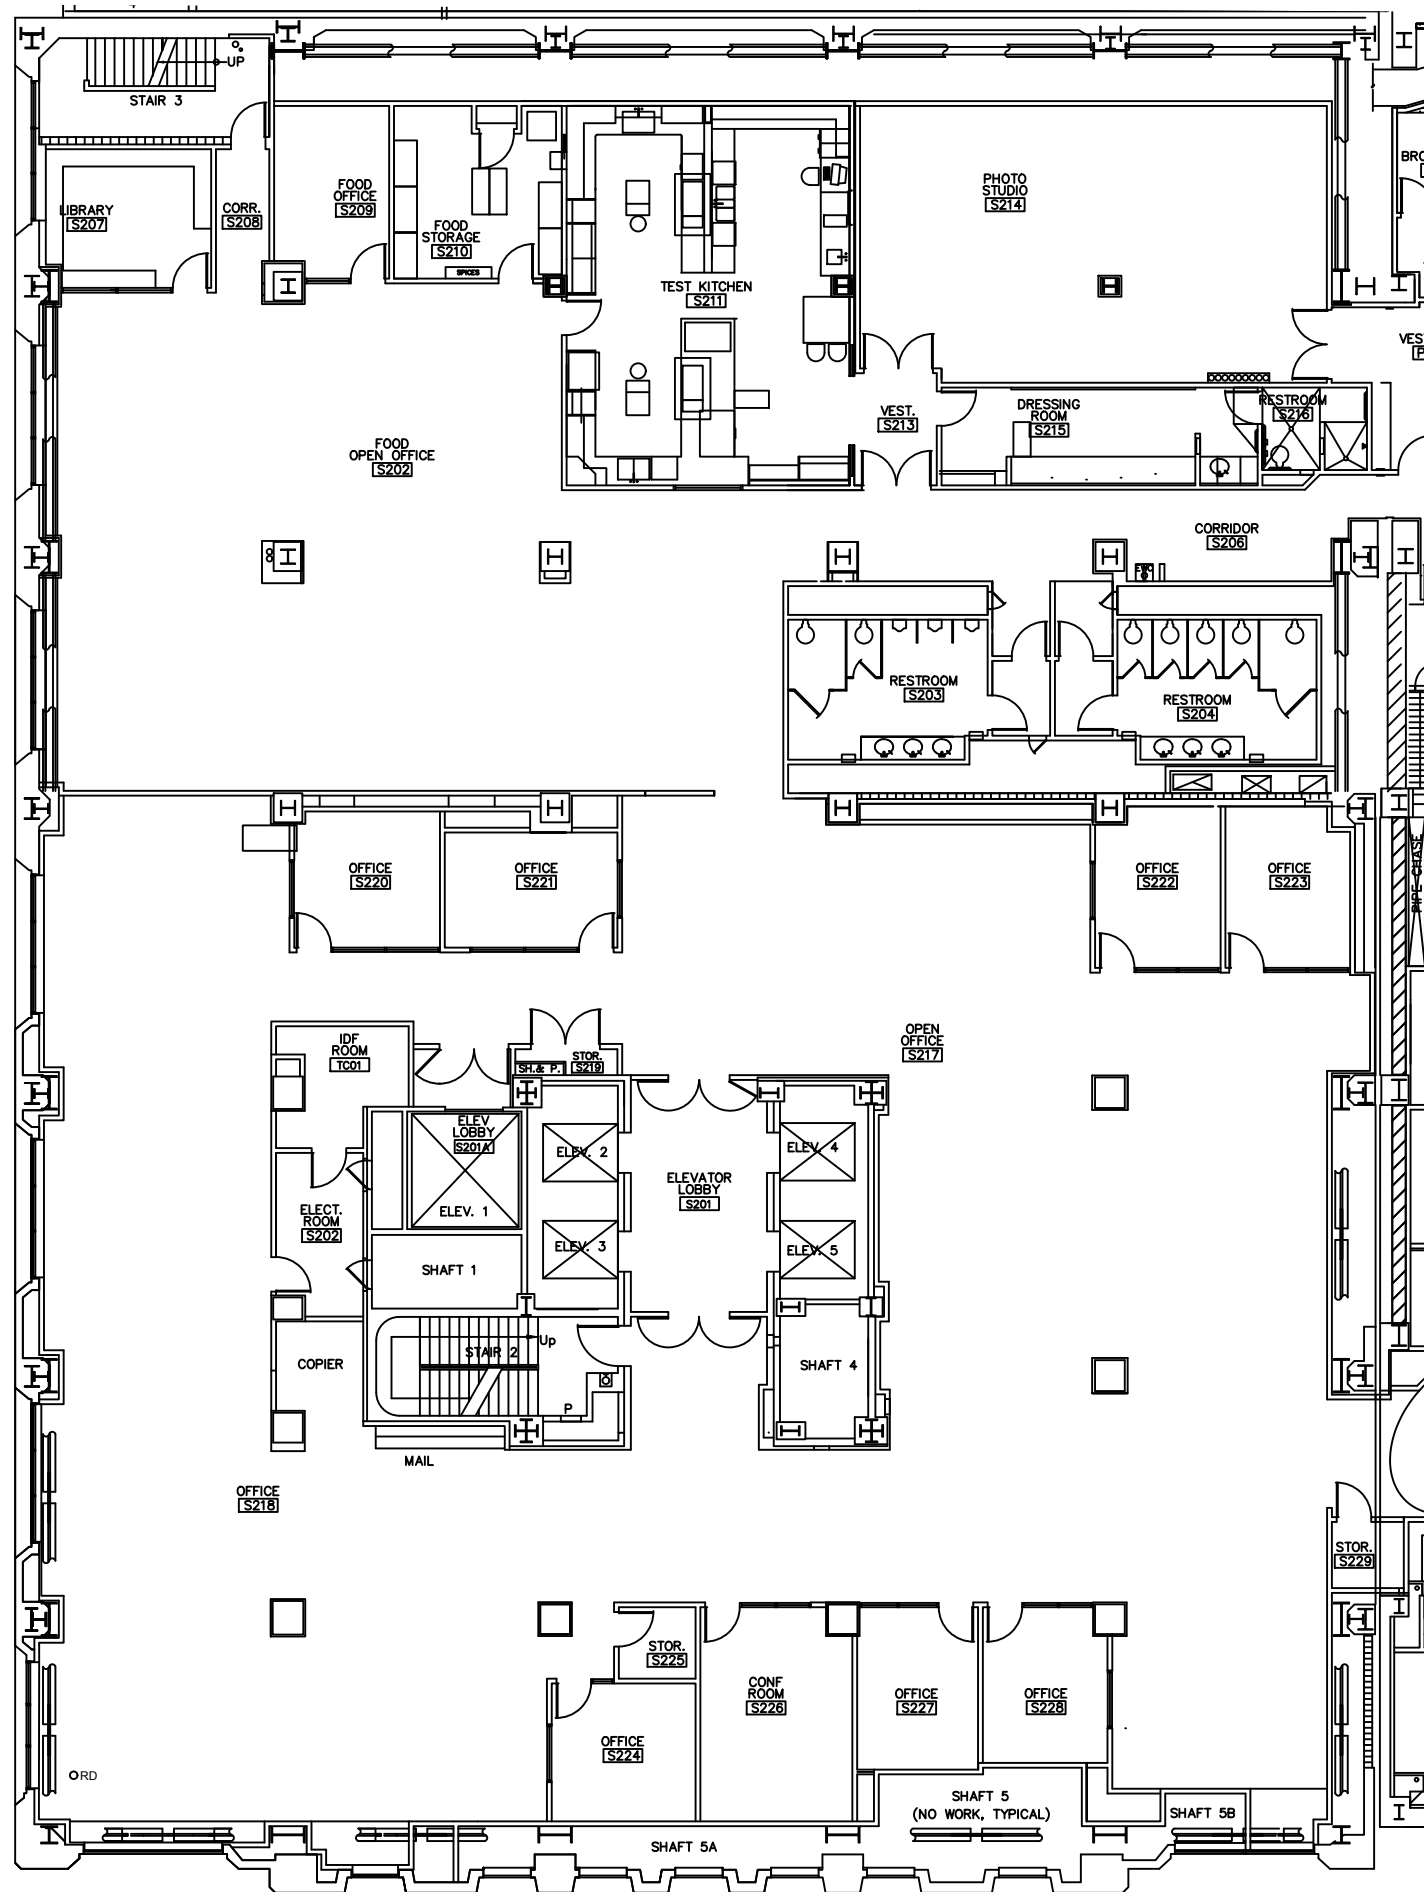 UP
STAIR 3
BRO
LIBRARY
S207
CORR.
S208
FOOD
OFFICE
S209
FOOD
STORAGE
S210
SPICES
TEST KITCHEN
S211
PHOTO
STUDIO
S214
VES
P
VEST.
S213
DRESSING
ROOM
S215
RESTROOM
S216
FOOD
OPEN OFFICE
S202
CORRIDOR
S206
EWC
RESTROOM
S203
RESTROOM
S204
OFFICE
S220
OFFICE
S221
OFFICE
S222
OFFICE
S223
PIPE CHASE
IDF
ROOM
TC01
STOR.
S219
SH.& P.
OPEN
OFFICE
S217
ELEV
LOBBY
S201A
ELEV. 1
ELEV. 2
ELEV. 3
ELEVATOR
LOBBY
S201
ELEV. 4
ELEV. 5
ELECT.
ROOM
S202
SHAFT 1
COPIER
STAIR 2
Up
P
SHAFT 4
MAIL
OFFICE
S218
STOR.
S229
STOR.
S225
CONF
ROOM
S226
OFFICE
S227
OFFICE
S228
OFFICE
S224
RD
SHAFT 5
(NO WORK, TYPICAL)
SHAFT 5B
SHAFT 5A